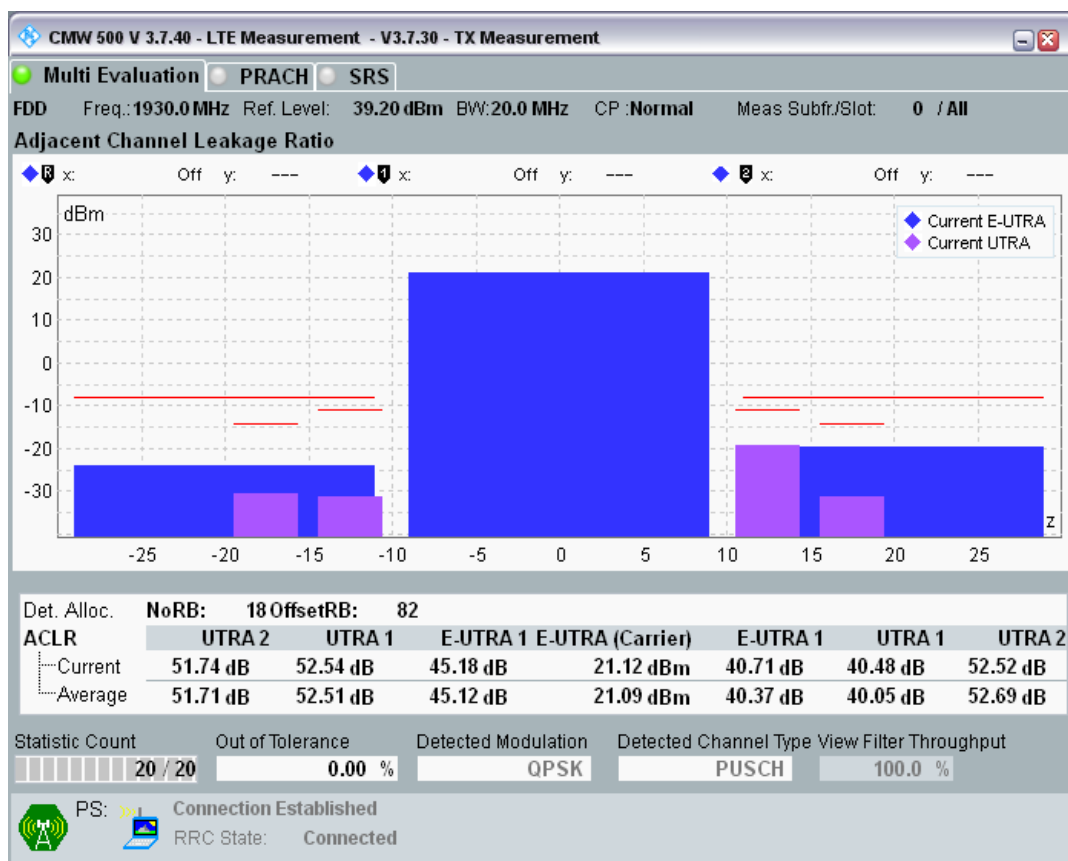 CMW 500 V 3.7.40 - LTE Measurement - V3.7.30 - TX Measurement
Multi Evaluation PRACH SRS
FDD Freq.:1930.0 MHz Ref. Level: 39.20 dBm BW:20.0 MHz CP :Normal Meas Subfr./Slot: 0 / All
Adjacent Channel Leakage Ratio
R x: Off y: --- 1 x: Off y: --- 2 x: Off y: ---
dBm
Current E-UTRA
Current UTRA
30
20
10
0
-10
-20
-30
z
-25 -20 -15 -10 -5 0 5 10 15 20 25
Det. Alloc. NoRB: 18 OffsetRB: 82
ACLR UTRA 2 UTRA 1 E-UTRA 1 E-UTRA (Carrier) E-UTRA 1 UTRA 1 UTRA 2
Current 51.74 dB 52.54 dB 45.18 dB 21.12 dBm 40.71 dB 40.48 dB 52.52 dB
Average 51.71 dB 52.51 dB 45.12 dB 21.09 dBm 40.37 dB 40.05 dB 52.69 dB
Statistic Count Out of Tolerance Detected Modulation Detected Channel Type View Filter Throughput
20 / 20 0.00 % QPSK PUSCH 100.0 %
PS: Connection Established
RRC State: Connected